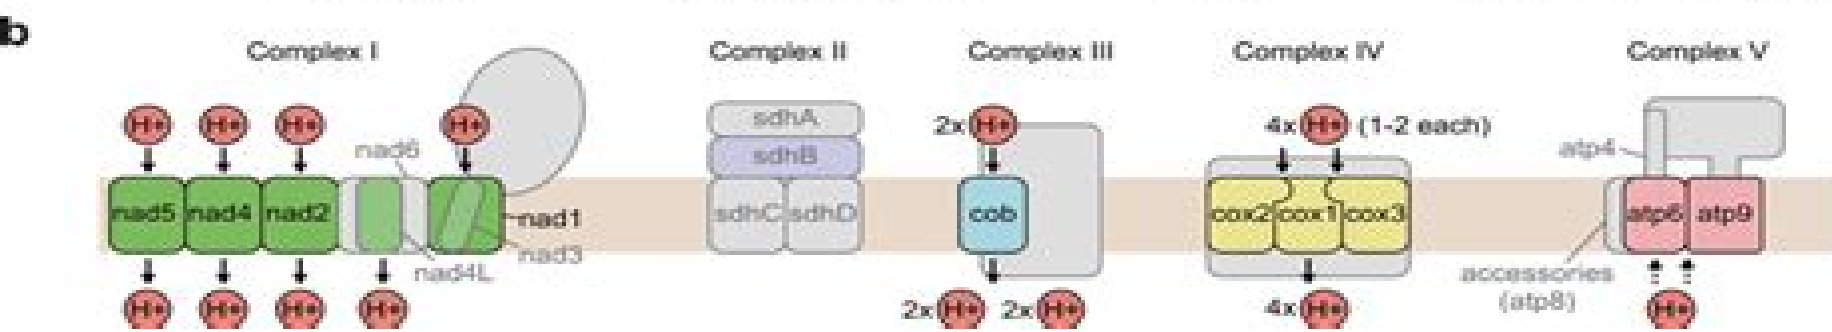 b
Complex I
Complex II
Complex III
Complex IV
Complex V
H+ H+ H+ H+
2x H+
4x H+ (1-2 each)
nad6
sdhA
sdhB
atp4
nad5 nad4 nad2
nad1
sdhC sdhD
cob
cox2 cox1 cox3
atp6 atp9
nad3
nad4L
accessories
(atp8)
H+ H+ H+ H+
2x H+ 2x H+
4x H+
H+